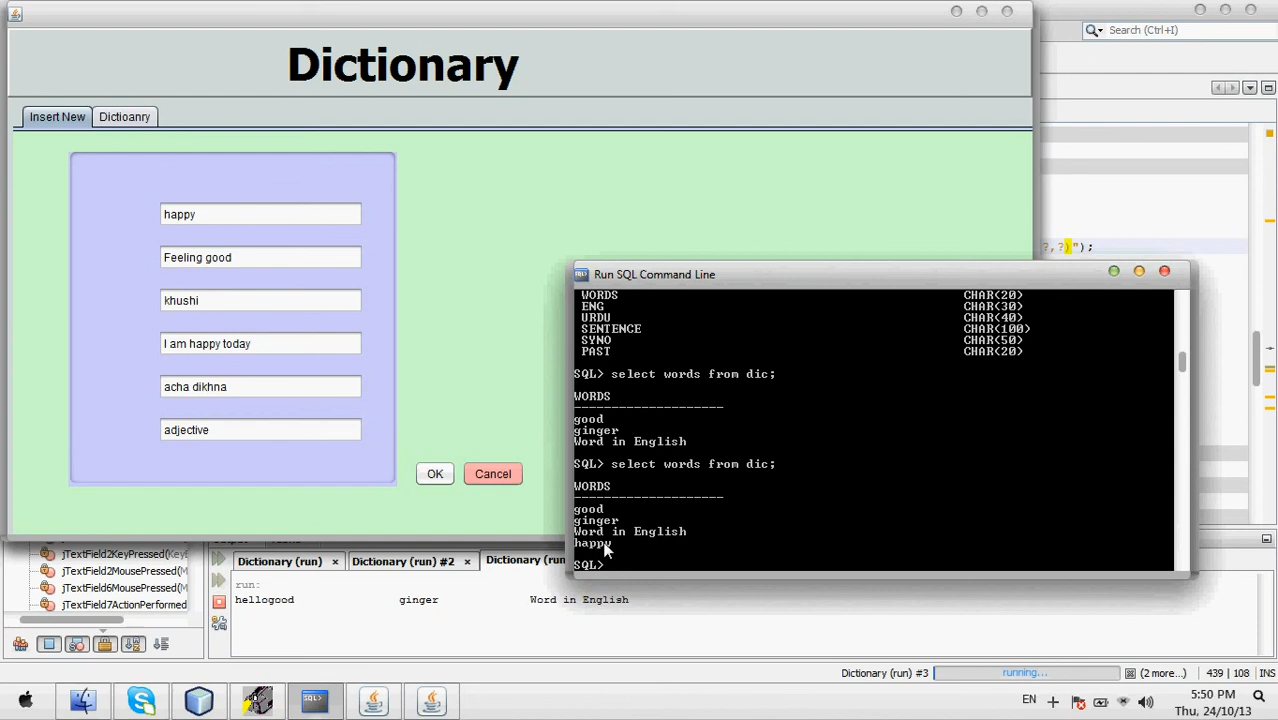 Search (Ctrl+I)
Dictionary
Insert New
Dictioanry
happy
Feeling good
khushi
I am happy today
acha dikhna
adjective
OK
Cancel
?,?)");
Run SQL Command Line
WORDS CHAR(20)
ENG CHAR(30)
URDU CHAR(40)
SENTENCE CHAR(100)
SYNO CHAR(50)
PAST CHAR(20)
SQL> select words from dic;
WORDS
--------------------
good
ginger
Word in English
SQL> select words from dic;
WORDS
--------------------
good
ginger
Word in English
happy
SQL>
jTextField2KeyPressed(
jTextField2MousePressed(
jTextField6MousePressed(
jTextField7ActionPerformed
Dictionary (run) ×
Dictionary (run) #2 ×
Dictionary (run
run:
hellogood ginger Word in English
Dictionary (run) #3
running...
(2 more...)
439 | 108
INS
SQL>
EN
5:50 PM
Thu, 24/10/13